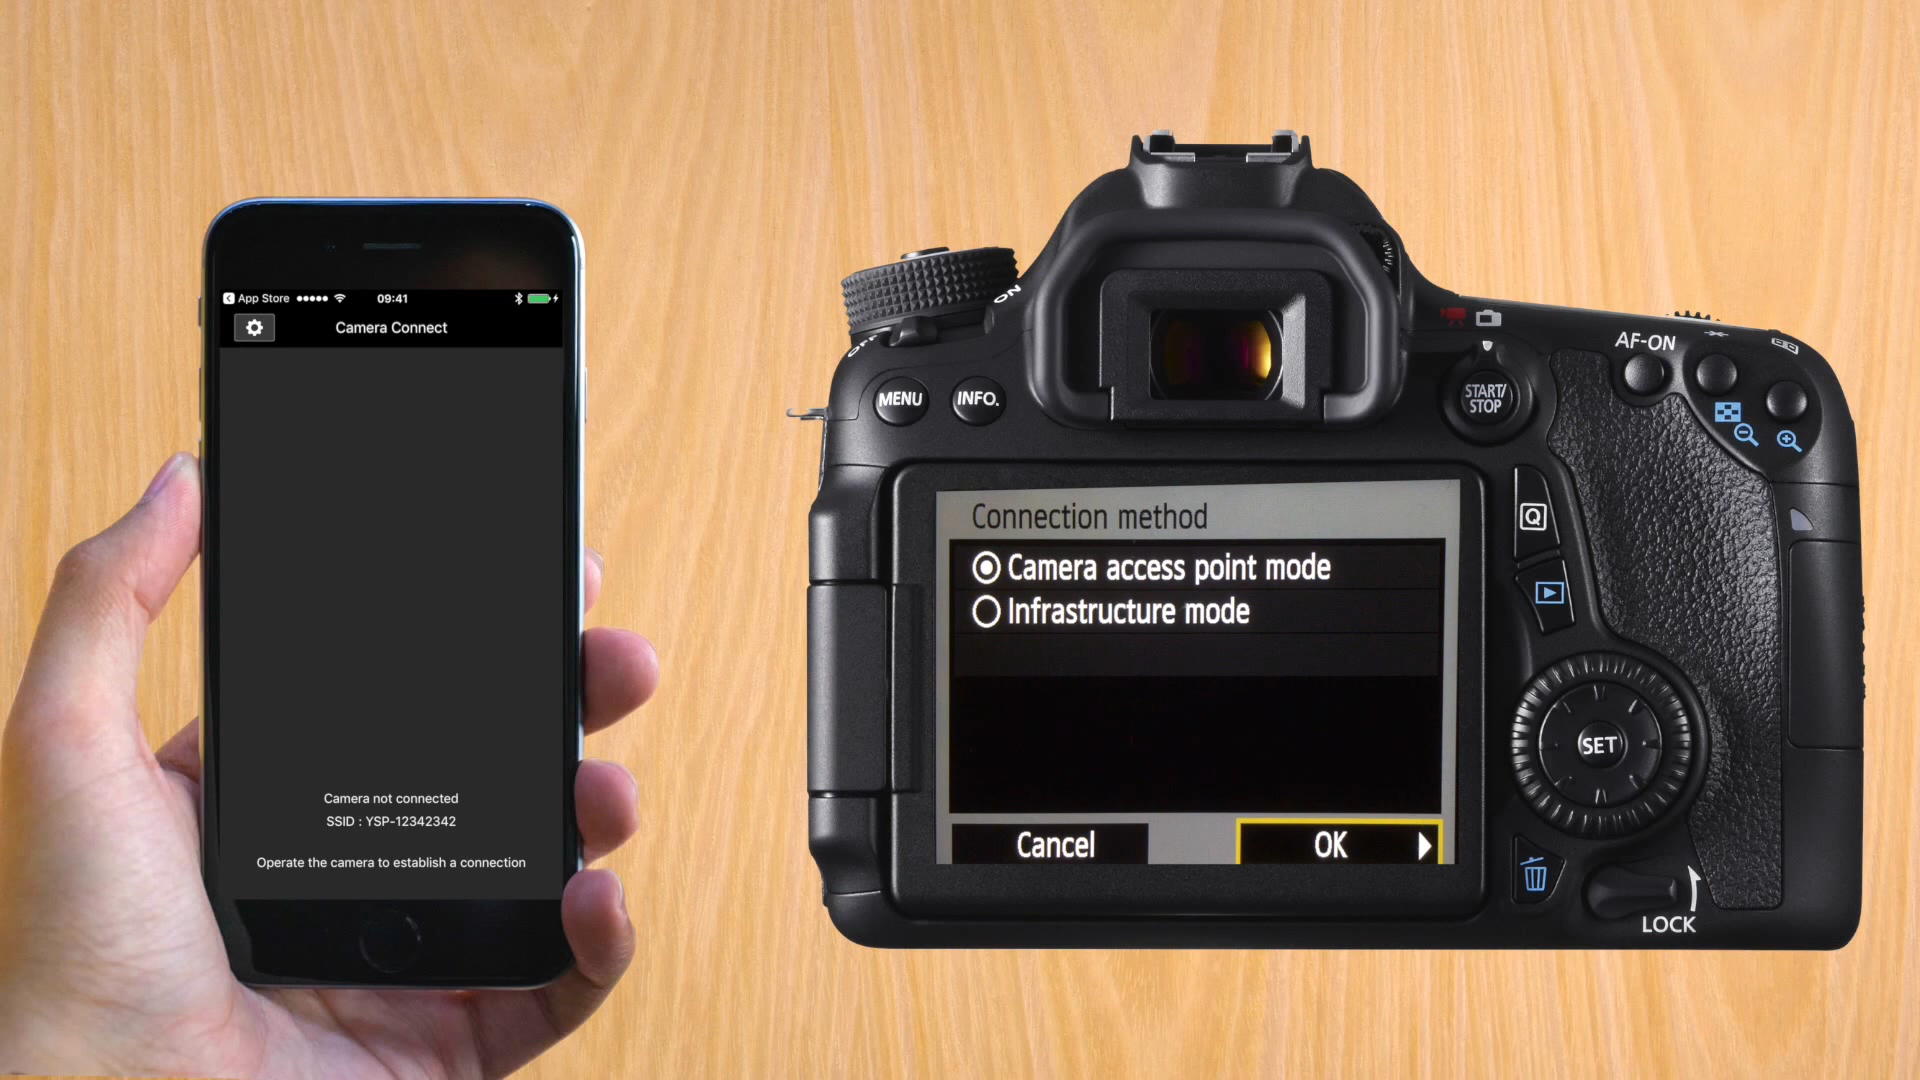 App Store
09:41
Camera Connect
Camera not connected
SSID : YSP-12342342
Operate the camera to establish a connection
ON
OFF
MENU
INFO.
START/
STOP
AF-ON
Q
Connection method
Camera access point mode
Infrastructure mode
Cancel
OK
SET
LOCK